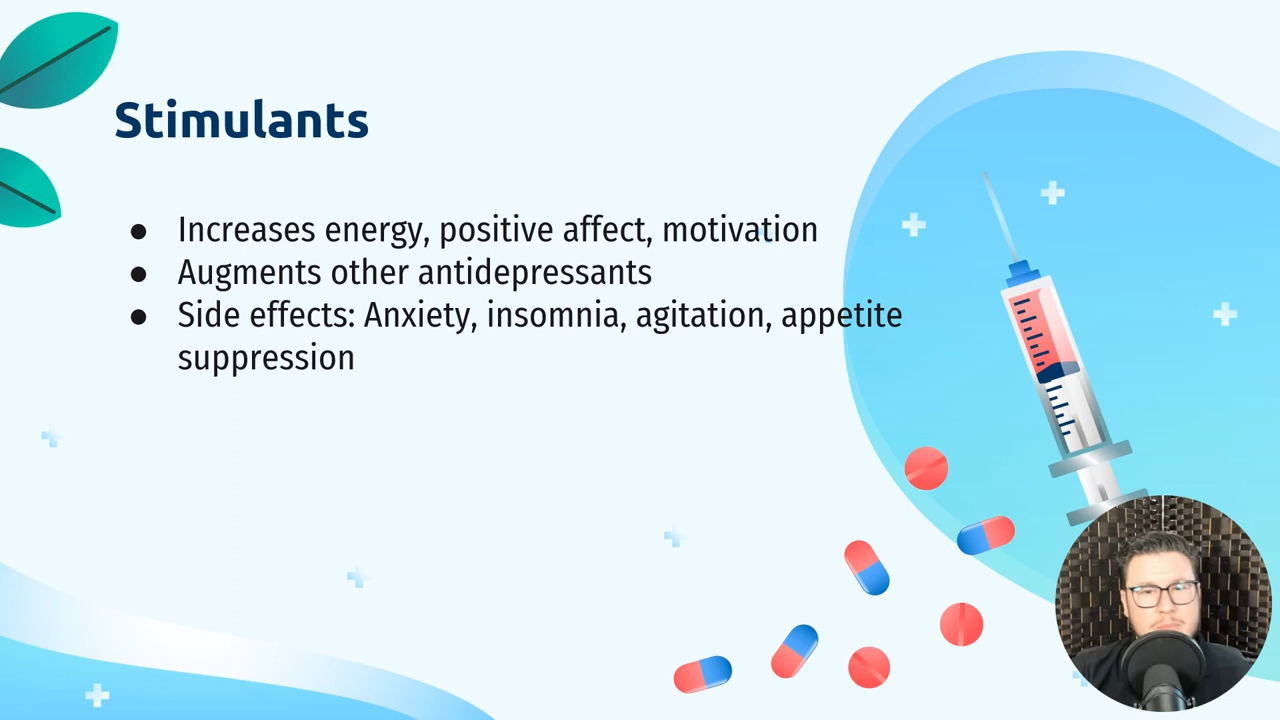 Stimulants
● Increases energy, positive affect, motivation
● Augments other antidepressants
● Side effects: Anxiety, insomnia, agitation, appetite
suppression